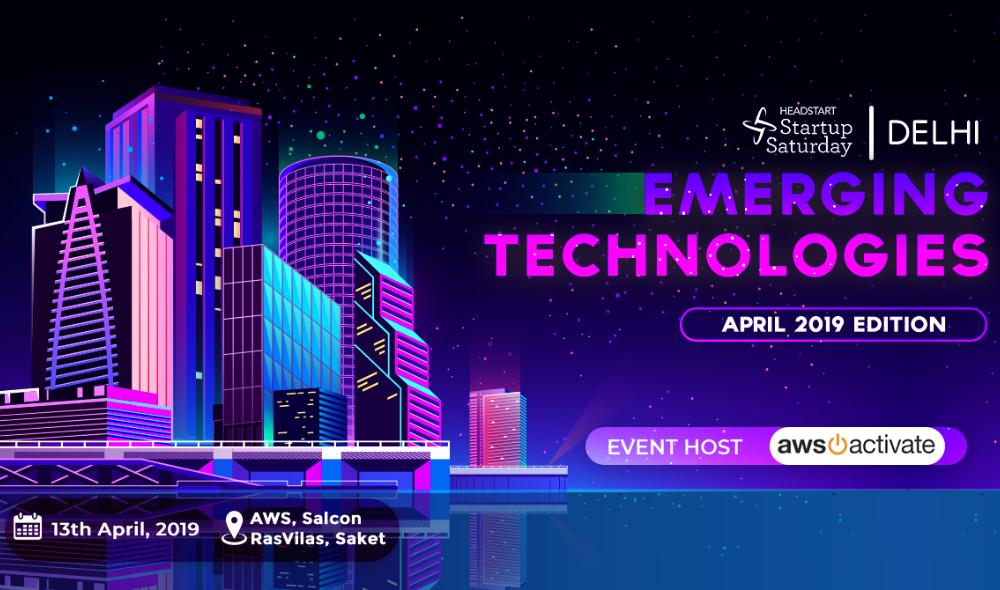 HEADSTART
Startup
Saturday
DELHI
EMERGING
TECHNOLOGIES
APRIL 2019 EDITION
EVENT HOST
aws activate
13th April, 2019
AWS, Salcon
RasVilas, Saket